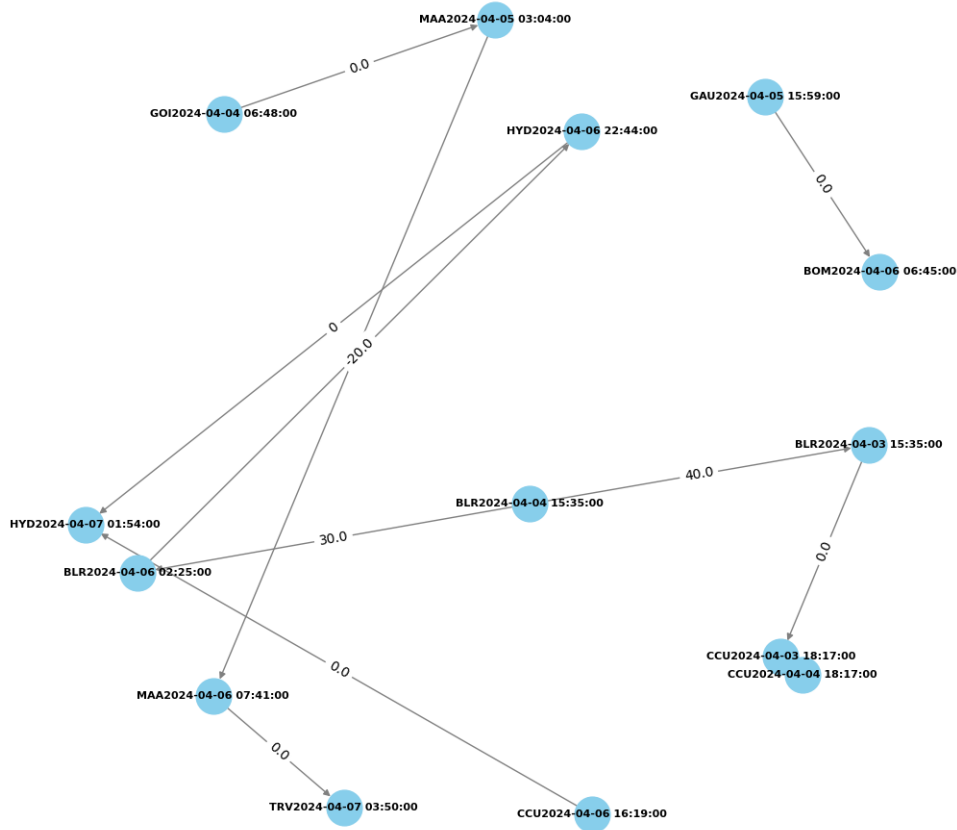 MAA2024-04-05 03:04:00
0.0
GOI2024-04-04 06:48:00
GAU2024-04-05 15:59:00
HYD2024-04-06 22:44:00
0.0
BOM2024-04-06 06:45:00
0
-20.0
BLR2024-04-03 15:35:00
40.0
BLR2024-04-04 15:35:00
HYD2024-04-07 01:54:00
30.0
0.0
BLR2024-04-06 02:25:00
CCU2024-04-03 18:17:00
0.0
CCU2024-04-04 18:17:00
MAA2024-04-06 07:41:00
0.0
TRV2024-04-07 03:50:00
CCU2024-04-06 16:19:00